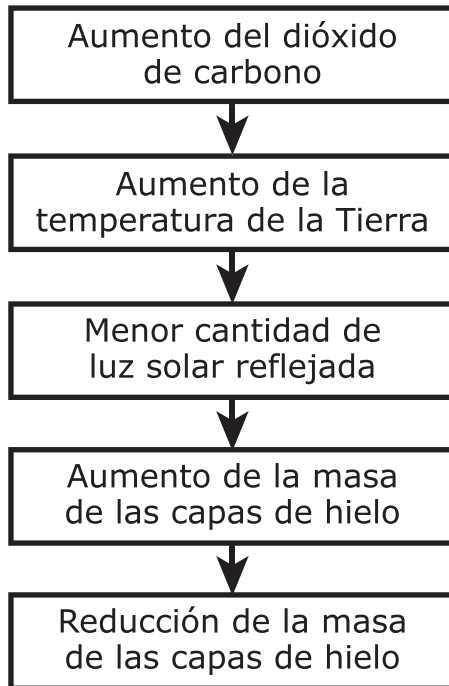 Aumento del dióxido
de carbono
Aumento de la
temperatura de la Tierra
Menor cantidad de
luz solar reflejada
Aumento de la masa
de las capas de hielo
Reducción de la masa
de las capas de hielo